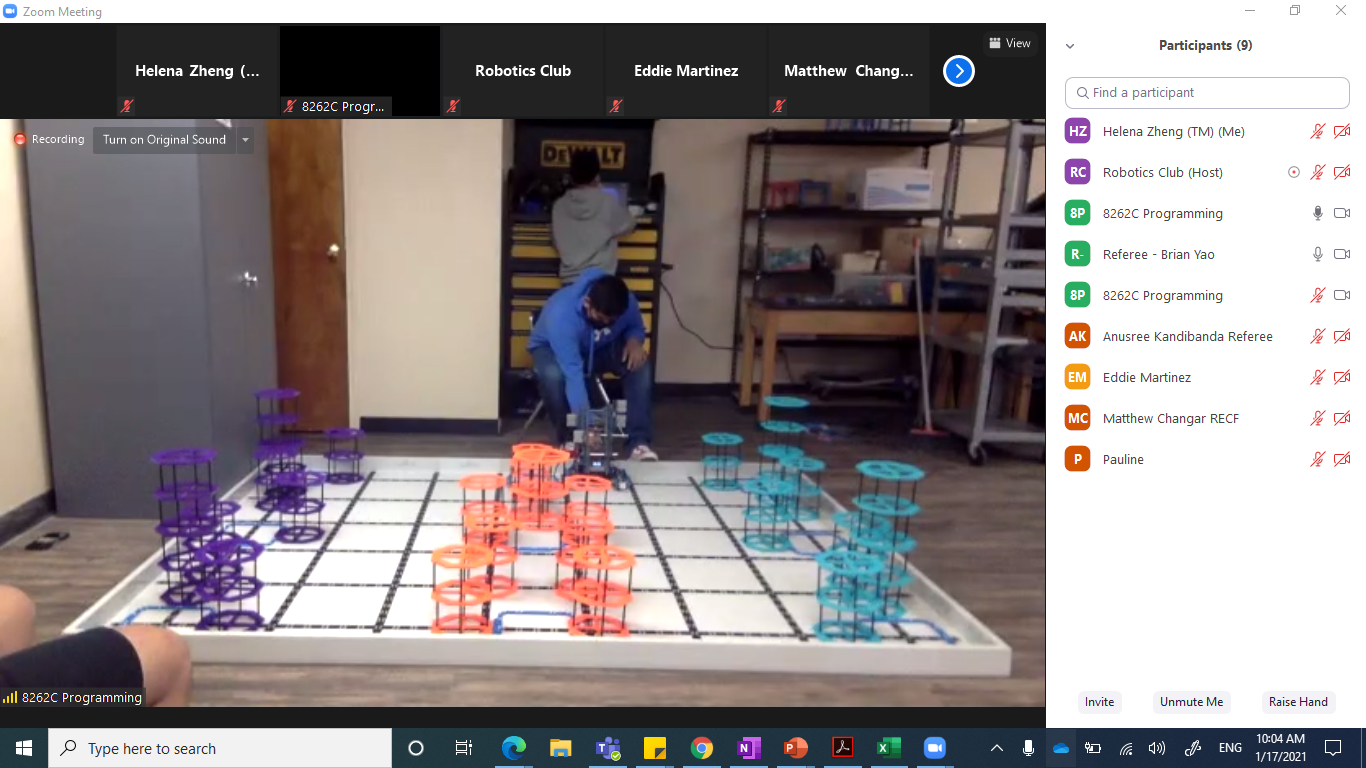 Zoom Meeting
Helena Zheng (...
8262C Progr...
Robotics Club
Eddie Martinez
Matthew Chang...
View
Recording
Turn on Original Sound
DEWALT
8262C Programming
Participants (9)
Find a participant
HZ Helena Zheng (TM) (Me)
RC Robotics Club (Host)
8P 8262C Programming
R- Referee - Brian Yao
8P 8262C Programming
AK Anusree Kandibanda Referee
EM Eddie Martinez
MC Matthew Changar RECF
P Pauline
Invite Unmute Me Raise Hand
Type here to search
ENG
10:04 AM
1/17/2021